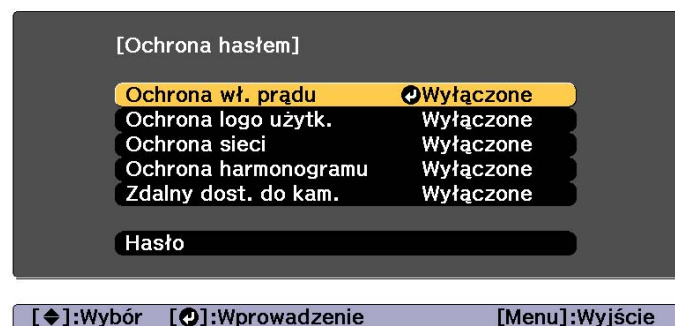 [Ochrona hasłem]
Ochrona wł. prądu Wyłączone
Ochrona logo użytk. Wyłączone
Ochrona sieci Wyłączone
Ochrona harmonogramu Wyłączone
Zdalny dost. do kam. Wyłączone
Hasło
[◆]:Wybór [⏎]:Wprowadzenie [Menu]:Wyjście